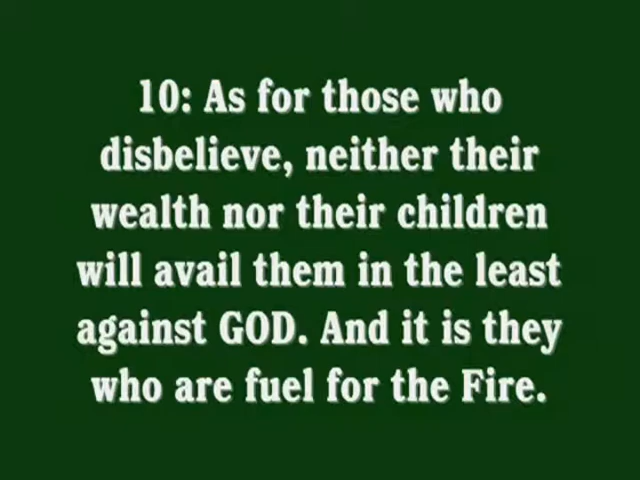 10: As for those who
disbelieve, neither their
wealth nor their children
will avail them in the least
against GOD. And it is they
who are fuel for the Fire.